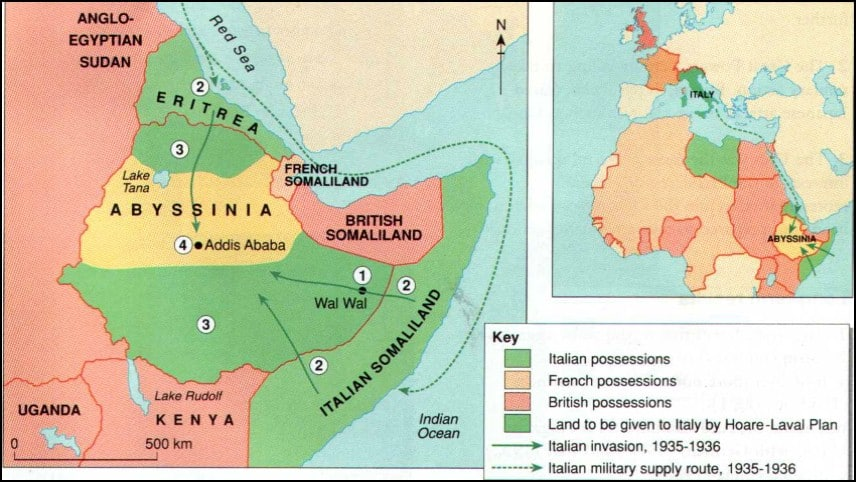 ANGLO-
EGYPTIAN
SUDAN
Red Sea
N
2
ERITREA
3
Lake
Tana
FRENCH
SOMALILAND
ABYSSINIA
BRITISH
SOMALILAND
4 Addis Ababa
1
2
Wal Wal
3
2
ITALIAN SOMALILAND
Lake Rudolf
UGANDA
KENYA
Indian
Ocean
0 500 km
ITALY
ABYSSINIA
Key
Italian possessions
French possessions
British possessions
Land to be given to Italy by Hoare-Laval Plan
Italian invasion, 1935-1936
Italian military supply route, 1935-1936